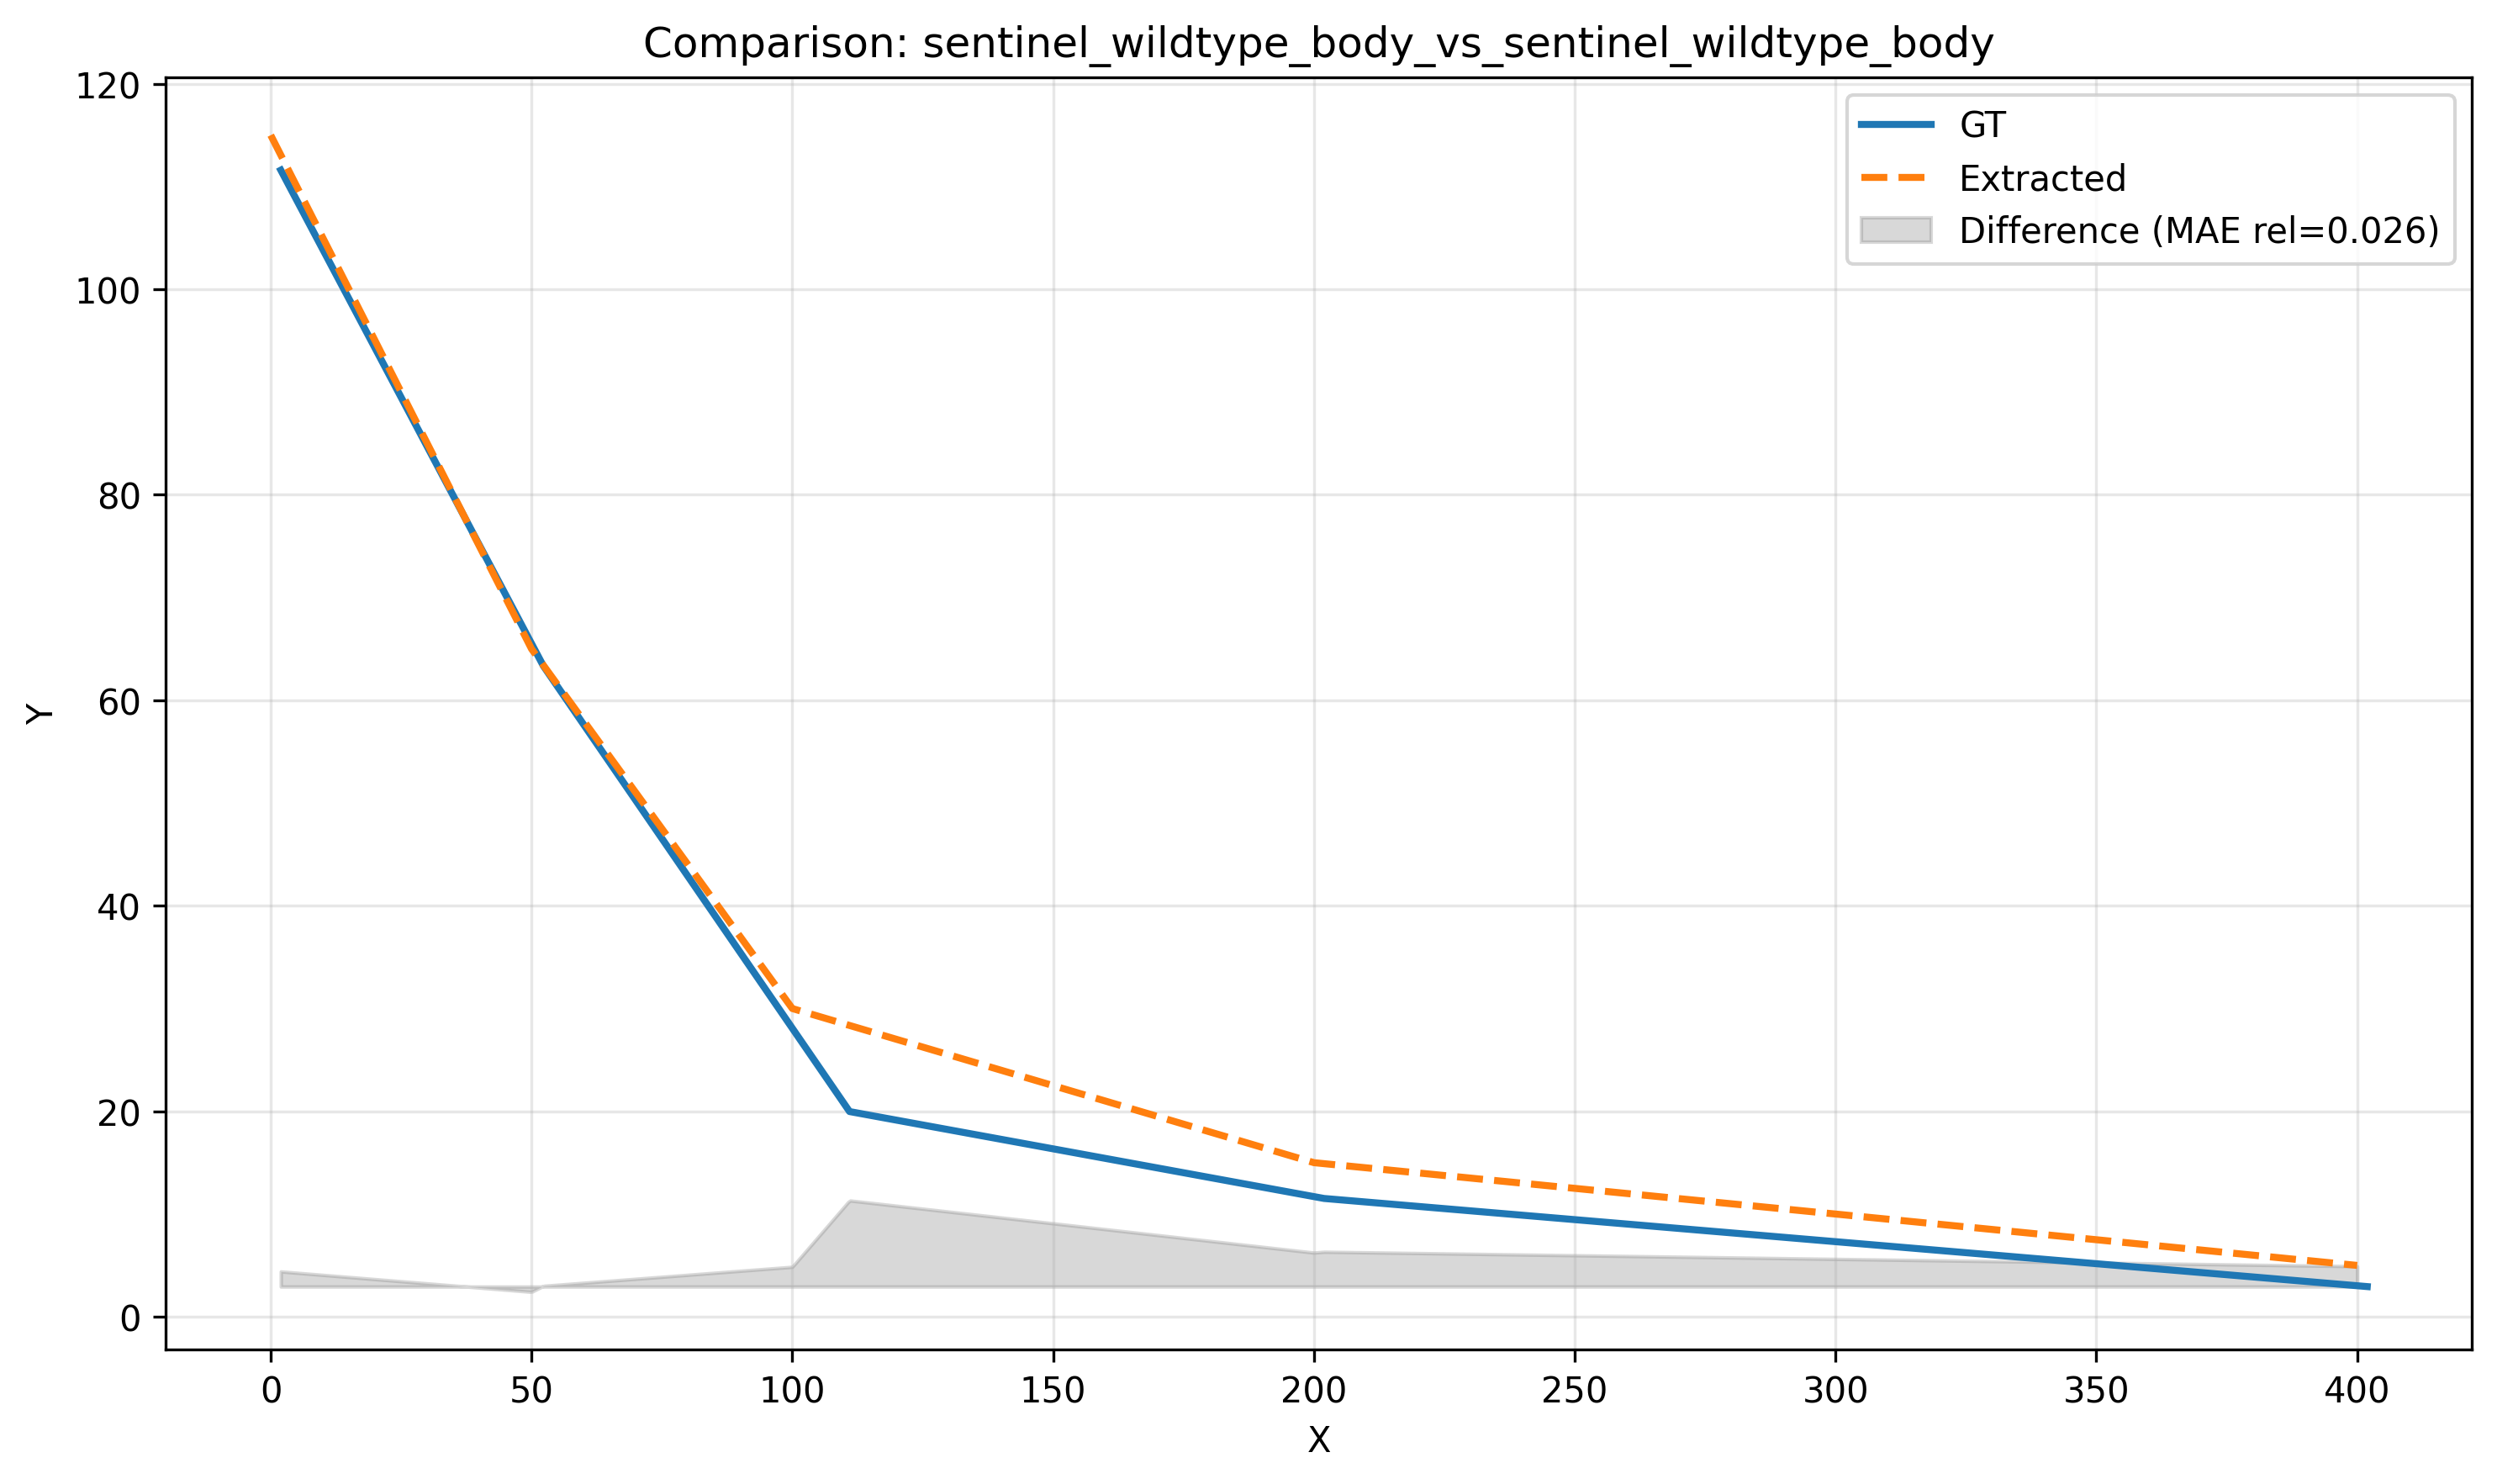 Comparison: sentinel_wildtype_body_vs_sentinel_wildtype_body
GT
Extracted
Difference (MAE rel=0.026)
120
100
80
60
40
20
0
Y
0 50 100 150 200 250 300 350 400
X